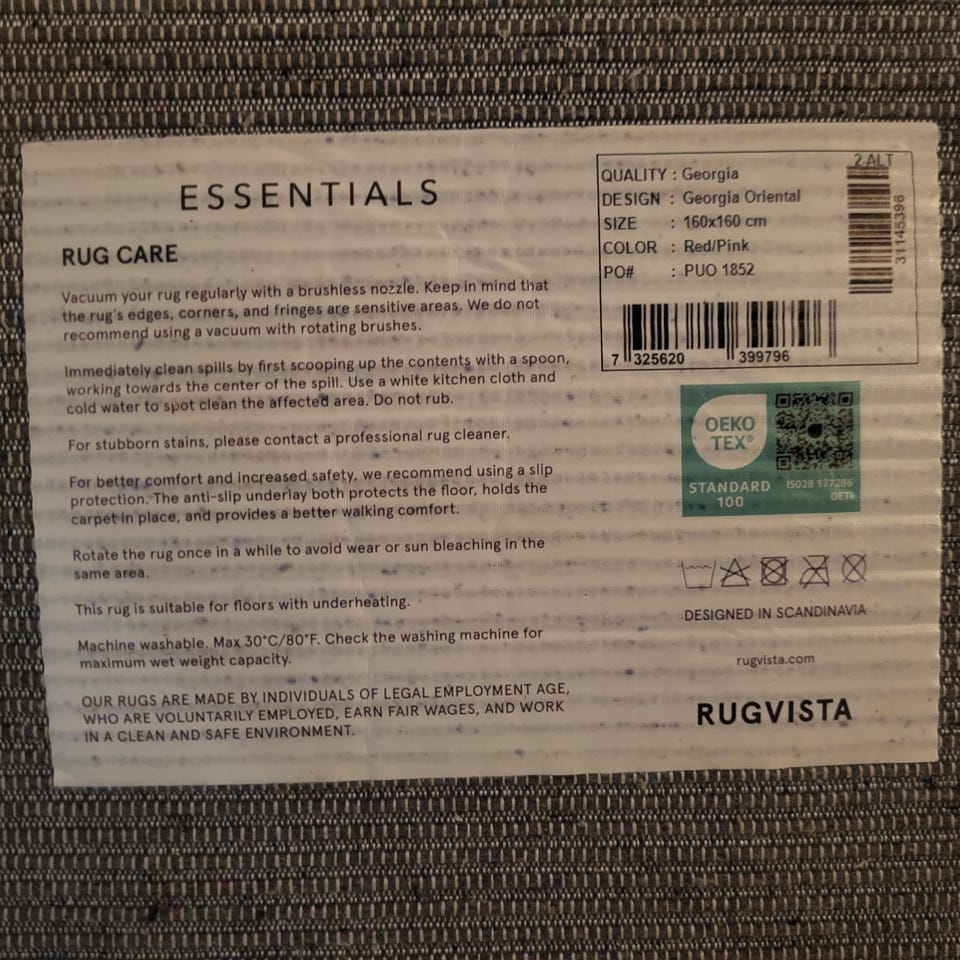 ESSENTIALS
RUG CARE
Vacuum your rug regularly with a brushless nozzle. Keep in mind that
the rug's edges, corners, and fringes are sensitive areas. We do not
recommend using a vacuum with rotating brushes.
Immediately clean spills by first scooping up the contents with a spoon,
working towards the center of the spill. Use a white kitchen cloth and
cold water to spot clean the affected area. Do not rub.
For stubborn stains, please contact a professional rug cleaner.
For better comfort and increased safety, we recommend using a slip
protection. The anti-slip underlay both protects the floor, holds the
carpet in place, and provides a better walking comfort.
Rotate the rug once in a while to avoid wear or sun bleaching in the
same area.
This rug is suitable for floors with underheating.
Machine washable. Max 30°C/80°F. Check the washing machine for
maximum wet weight capacity.
OUR RUGS ARE MADE BY INDIVIDUALS OF LEGAL EMPLOYMENT AGE,
WHO ARE VOLUNTARILY EMPLOYED, EARN FAIR WAGES, AND WORK
IN A CLEAN AND SAFE ENVIRONMENT.
2-ALT
QUALITY : Georgia
DESIGN : Georgia Oriental
SIZE : 160x160 cm
COLOR : Red/Pink
PO# : PUO 1852
31145396
7 325620 399796
OEKO
TEX®
STANDARD
100
IS028 127286
OETI
DESIGNED IN SCANDINAVIA
rugvista.com
RUGVISTA